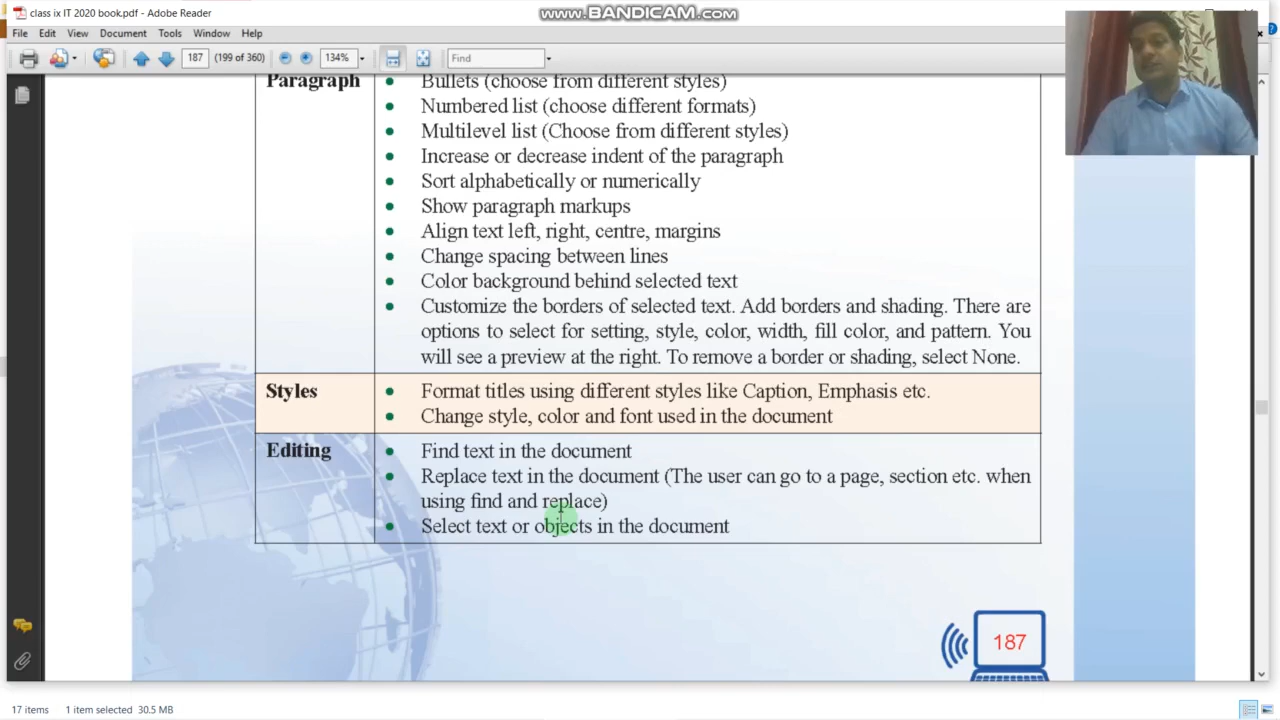 class ix IT 2020 book.pdf - Adobe Reader
www.BANDICAM.com
File Edit View Document Tools Window Help
187 (199 of 360) 134% Find
Paragraph
• Bullets (choose from different styles)
• Numbered list (choose different formats)
• Multilevel list (Choose from different styles)
• Increase or decrease indent of the paragraph
• Sort alphabetically or numerically
• Show paragraph markups
• Align text left, right, centre, margins
• Change spacing between lines
• Color background behind selected text
• Customize the borders of selected text. Add borders and shading. There are
options to select for setting, style, color, width, fill color, and pattern. You
will see a preview at the right. To remove a border or shading, select None.
Styles
• Format titles using different styles like Caption, Emphasis etc.
• Change style, color and font used in the document
Editing
• Find text in the document
• Replace text in the document (The user can go to a page, section etc. when
using find and replace)
• Select text or objects in the document
187
17 items 1 item selected 30.5 MB